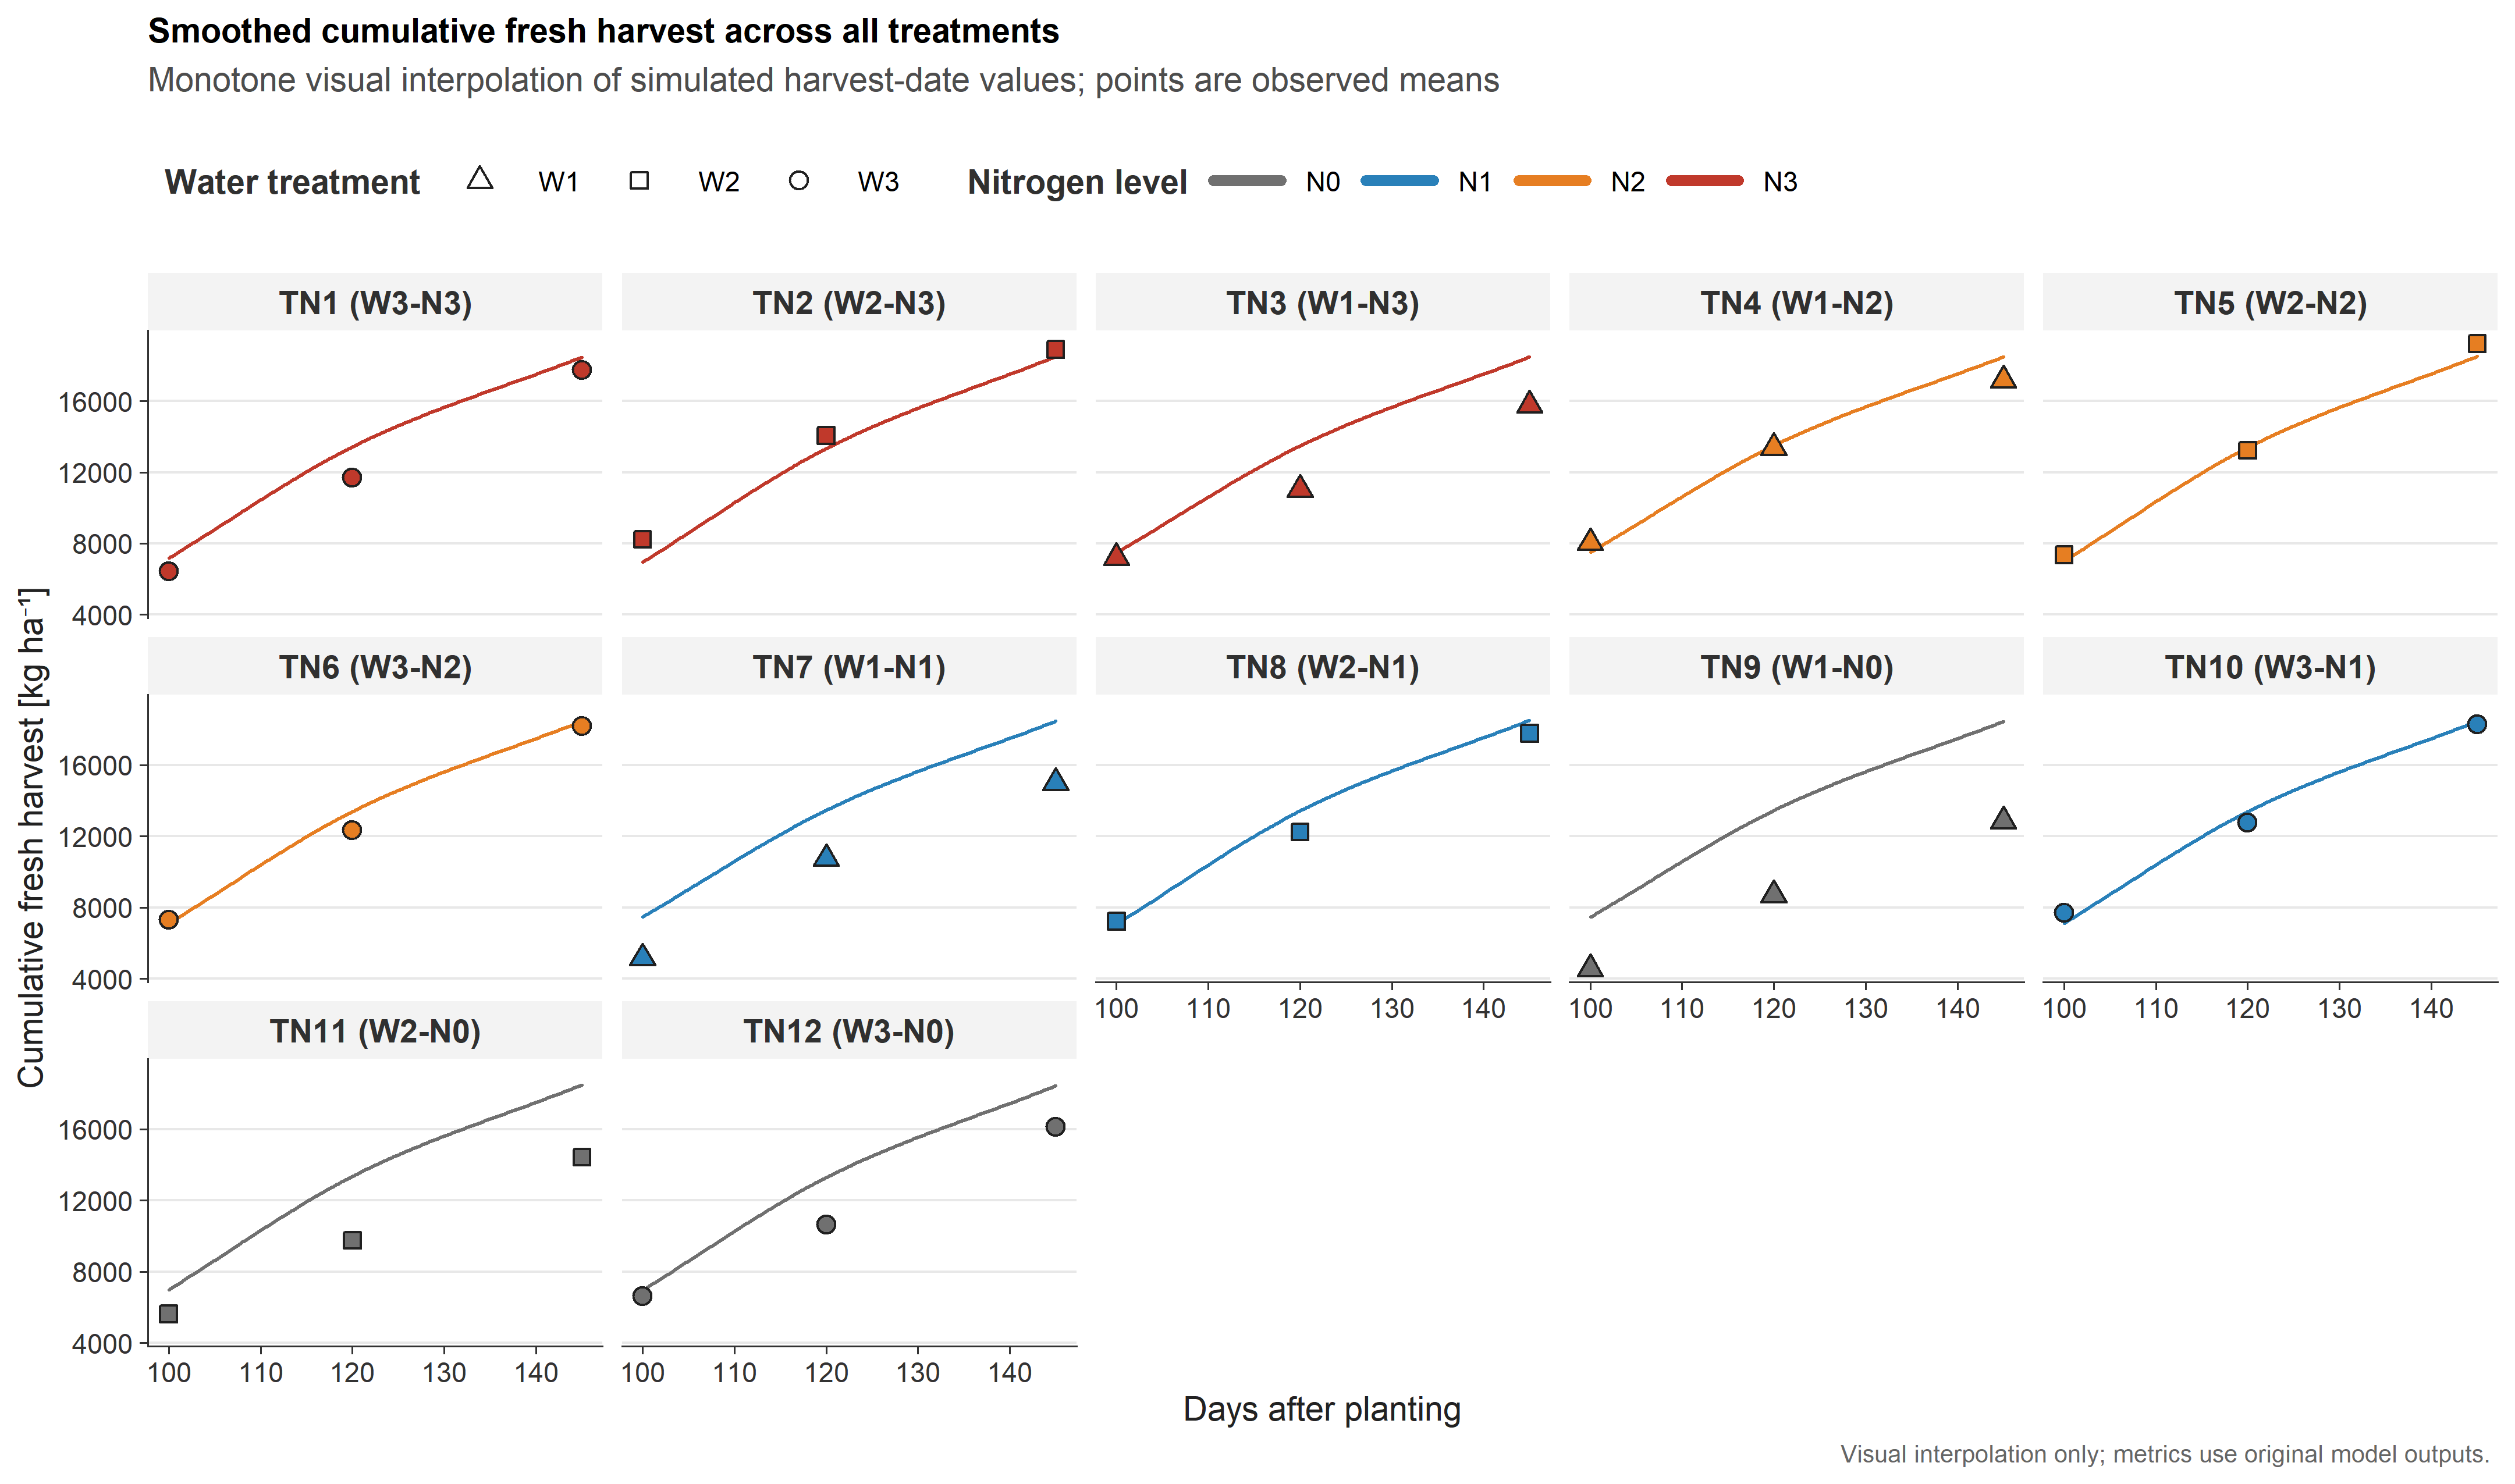 Smoothed cumulative fresh harvest across all treatments
Monotone visual interpolation of simulated harvest-date values; points are observed means
Water treatment W1 W2 W3 Nitrogen level N0 N1 N2 N3
TN1 (W3-N3) TN2 (W2-N3) TN3 (W1-N3) TN4 (W1-N2) TN5 (W2-N2)
16000
12000
8000
4000
TN6 (W3-N2) TN7 (W1-N1) TN8 (W2-N1) TN9 (W1-N0) TN10 (W3-N1)
16000
12000
8000
4000
100 110 120 130 140 100 110 120 130 140 100 110 120 130 140
TN11 (W2-N0) TN12 (W3-N0)
16000
12000
8000
4000
100 110 120 130 140 100 110 120 130 140
Cumulative fresh harvest [kg ha⁻¹]
Days after planting
Visual interpolation only; metrics use original model outputs.